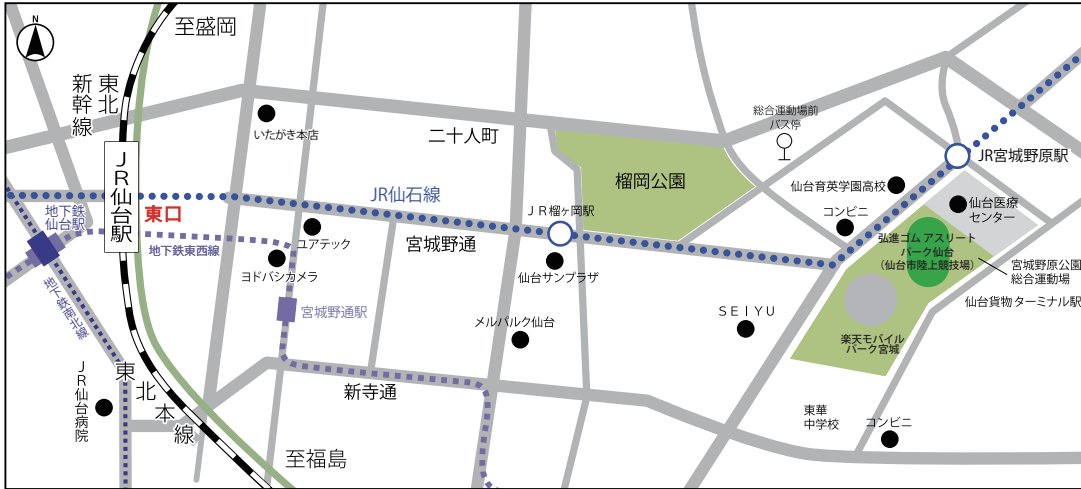 N
至盛岡
東北
新幹線
JR仙台駅
東口
地下鉄
仙台駅
地下鉄東西線
地下鉄南北線
JR仙台病院
東北本線
至福島
いたがき本店
二十人町
JR仙石線
宮城野通
ユアテック
ヨドバシカメラ
宮城野通駅
新寺通
榴岡公園
ＪＲ榴ヶ岡駅
仙台サンプラザ
メルパルク仙台
ＳＥＩＹＵ
総合運動場前
バス停
JR宮城野原駅
仙台育英学園高校
コンビニ
仙台医療
センター
弘進ゴム アスリート
パーク仙台
(仙台市陸上競技場)
宮城野原公園
総合運動場
仙台貨物ターミナル駅
楽天モバイル
パーク宮城
東華
中学校
コンビニ